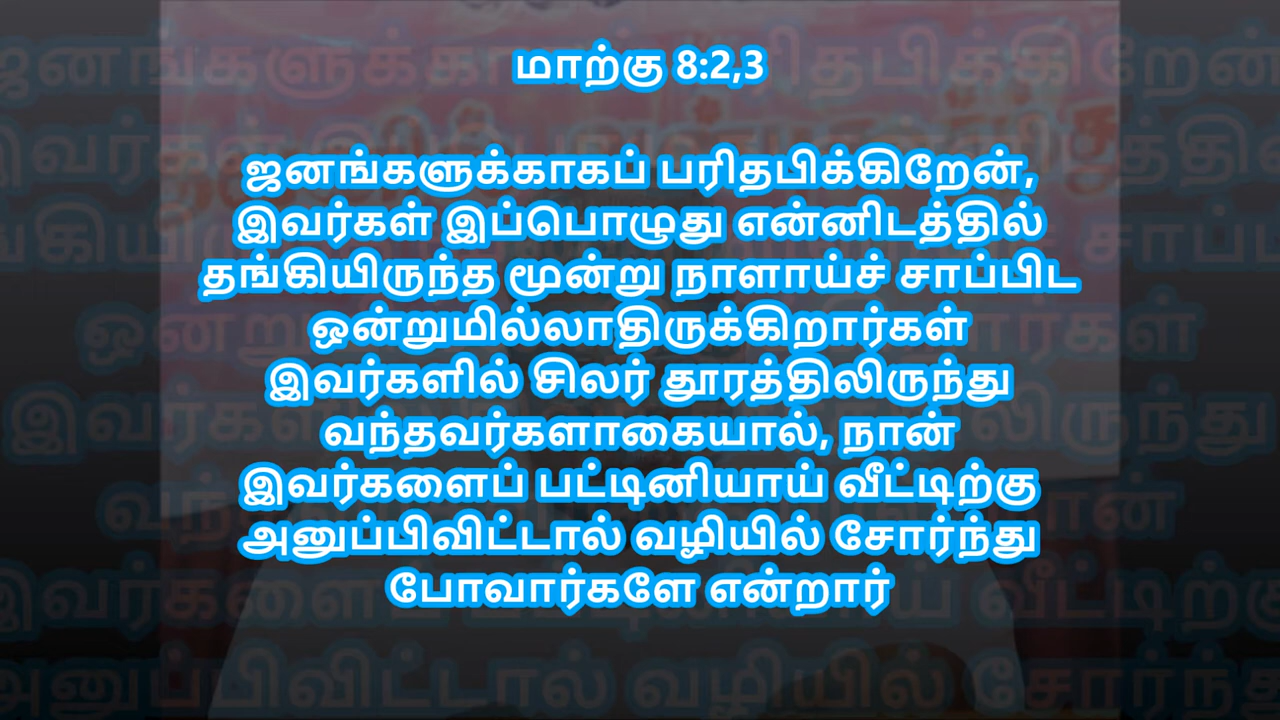 மாற்கு 8:2,3
ஜனங்களுக்காகப் பரிதபிக்கிறேன்,
இவர்கள் இப்பொழுது என்னிடத்தில்
தங்கியிருந்த மூன்று நாளாய்ச் சாப்பிட
ஒன்றுமில்லாதிருக்கிறார்கள்
இவர்களில் சிலர் தூரத்திலிருந்து
வந்தவர்களாகையால், நான்
இவர்களைப் பட்டினியாய் வீட்டிற்கு
அனுப்பிவிட்டால் வழியில் சோர்ந்து
போவார்களே என்றார்